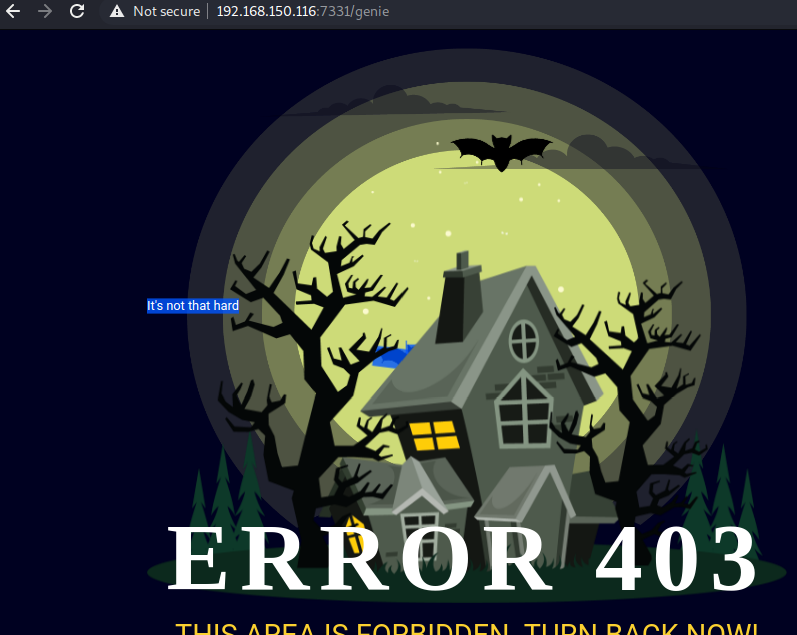 Not secure 192.168.150.116:7331/genie
It's not that hard
ERROR 403
THIS AREA IS FORBIDDEN. TURN BACK NOW!